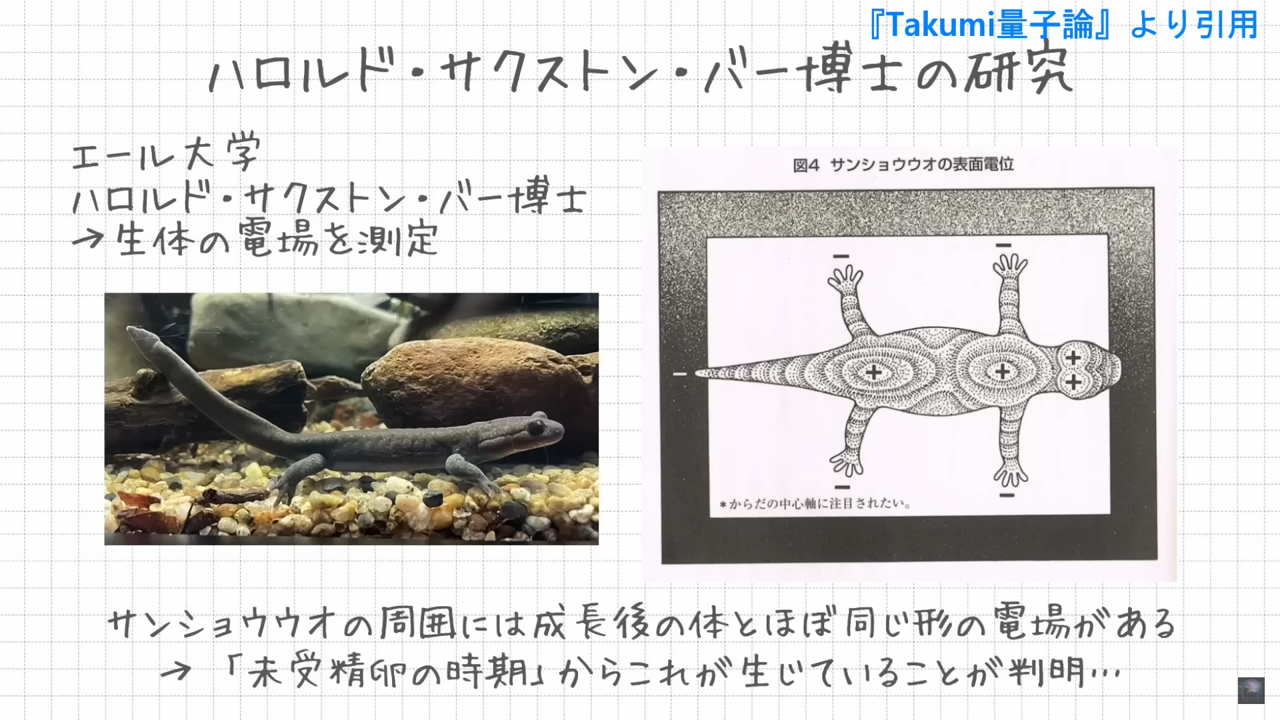 『Takumi量子論』より引用
ハロルド・サクストン・バー博士の研究
エール大学
ハロルド・サクストン・バー博士
→生体の電場を測定
図4 サンショウウオの表面電位
− −
− + + +
+
− −
＊からだの中心軸に注目されたい。
サンショウウオの周囲には成長後の体とほぼ同じ形の電場がある
→ 「未受精卵の時期」からこれが生じていることが判明…